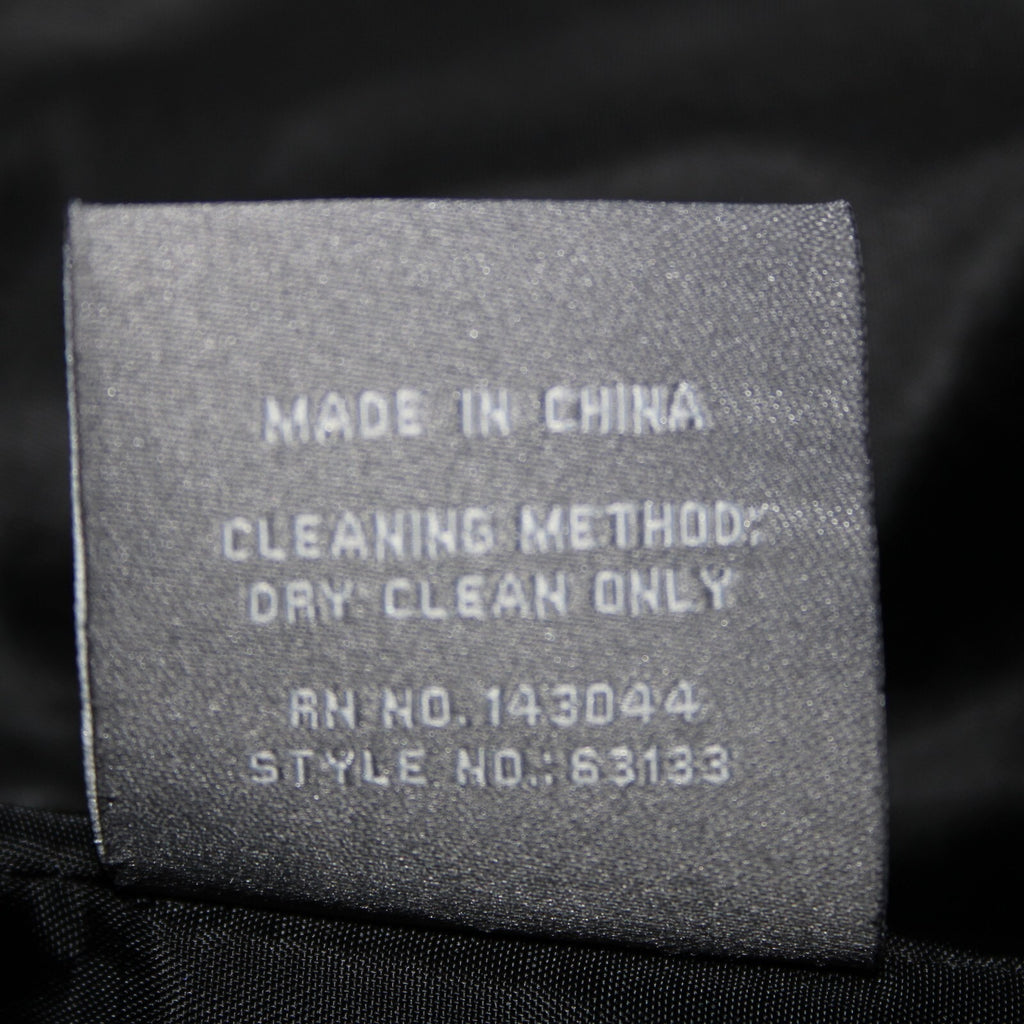 MADE IN CHINA
CLEANING METHOD:
DRY CLEAN ONLY
RN NO. 143044
STYLE NO.: 63133